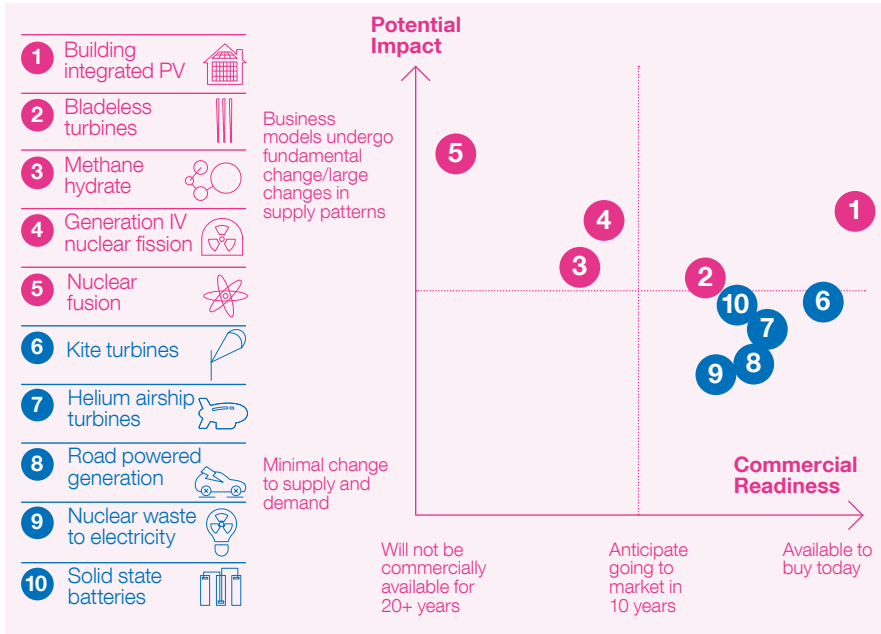 1
Building
integrated PV
2
Bladeless
turbines
3
Methane
hydrate
4
Generation IV
nuclear fission
5
Nuclear
fusion
6
Kite turbines
7
Helium airship
turbines
8
Road powered
generation
9
Nuclear waste
to electricity
10
Solid state
batteries
Potential
Impact
Business
models undergo
fundamental
change/large
changes in
supply patterns
Minimal change
to supply and
demand
5
4
3
1
2
10
6
7
8
9
Commercial
Readiness
Will not be
commercially
available for
20+ years
Anticipate
going to
market in
10 years
Available to
buy today